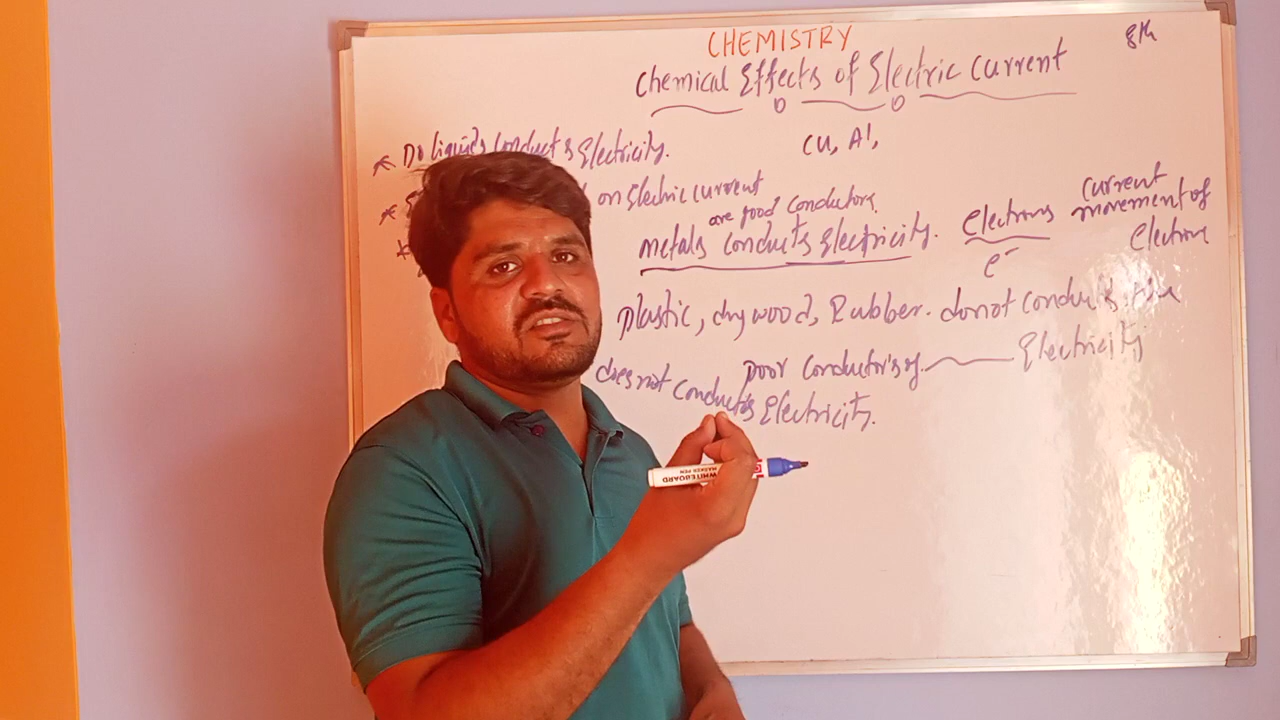 CHEMISTRY
8th
Chemical Effects of Electric Current
* Do liquids Conducts Electricity.
Cu, Al,
* on Electric current
are good Conductors.
metals conducts Electricity.
electrons
e⁻
current
movement of
electrons
*
Plastic, dry wood, Rubber. donot conducts the
Electricity
poor Conductor's of
does not conducts Electricity.
WHITEBOARD
MARKER PEN